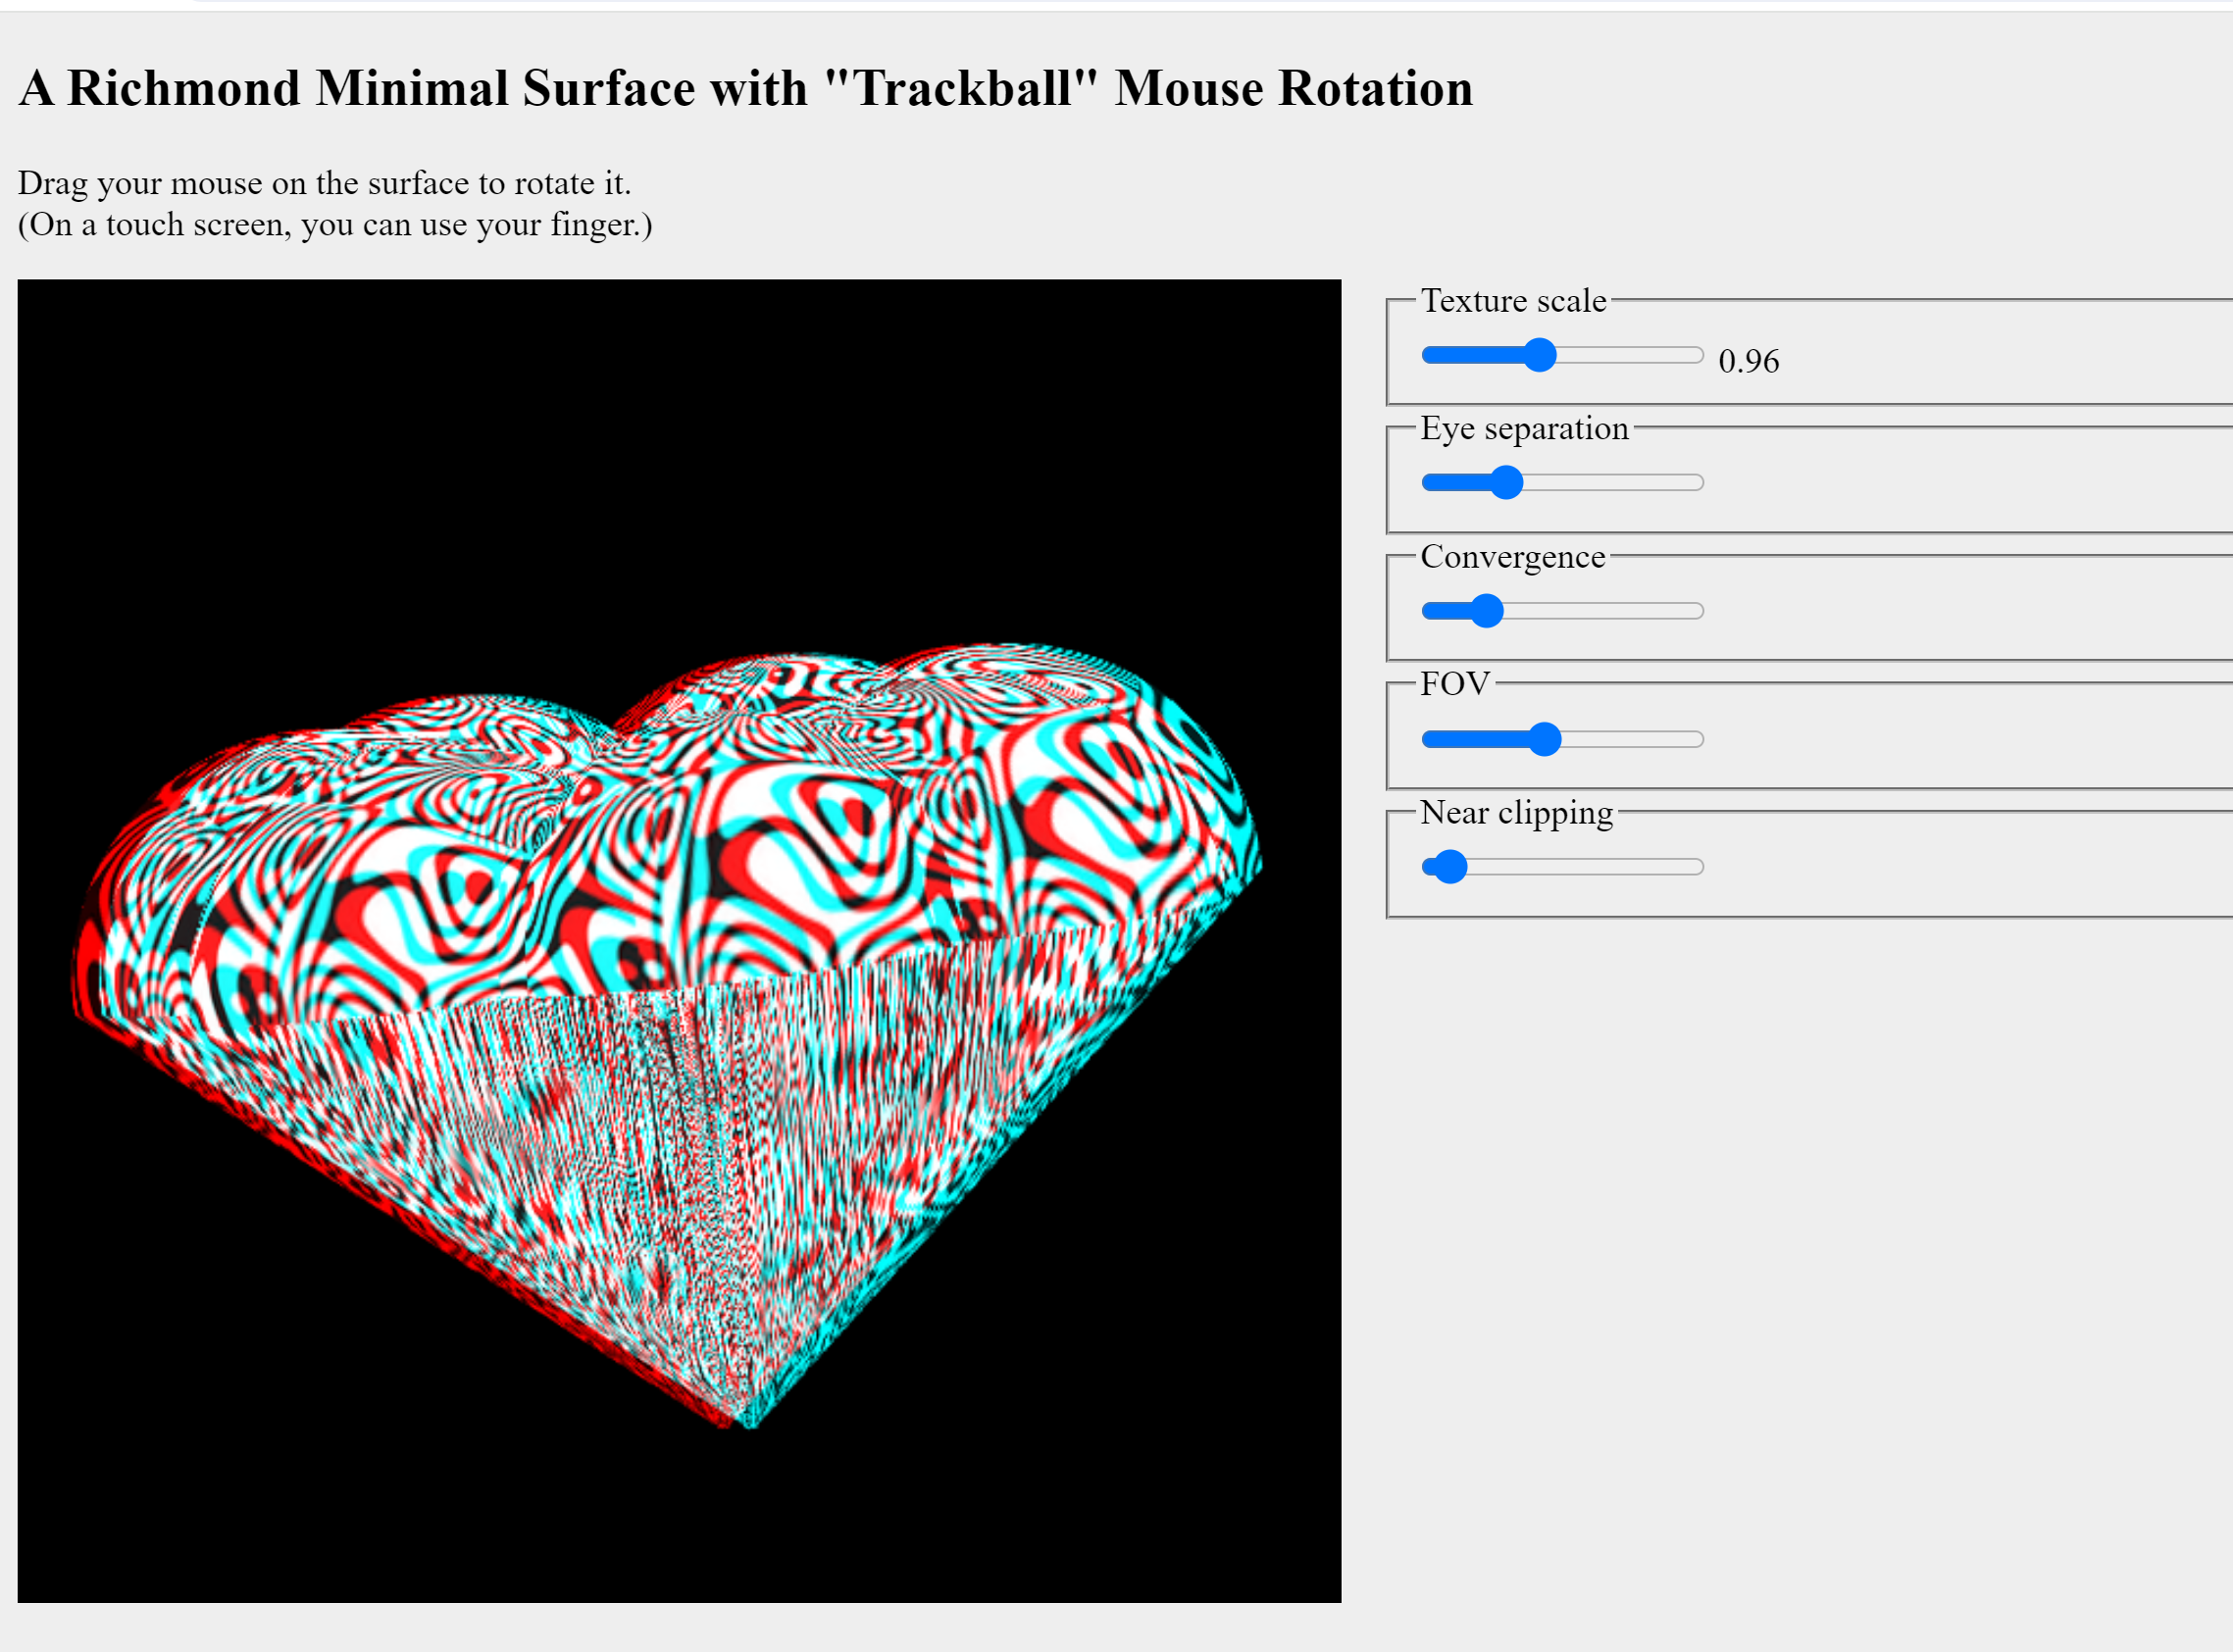 A Richmond Minimal Surface with "Trackball" Mouse Rotation
Drag your mouse on the surface to rotate it.
(On a touch screen, you can use your finger.)
Texture scale
0.96
Eye separation
Convergence
FOV
Near clipping